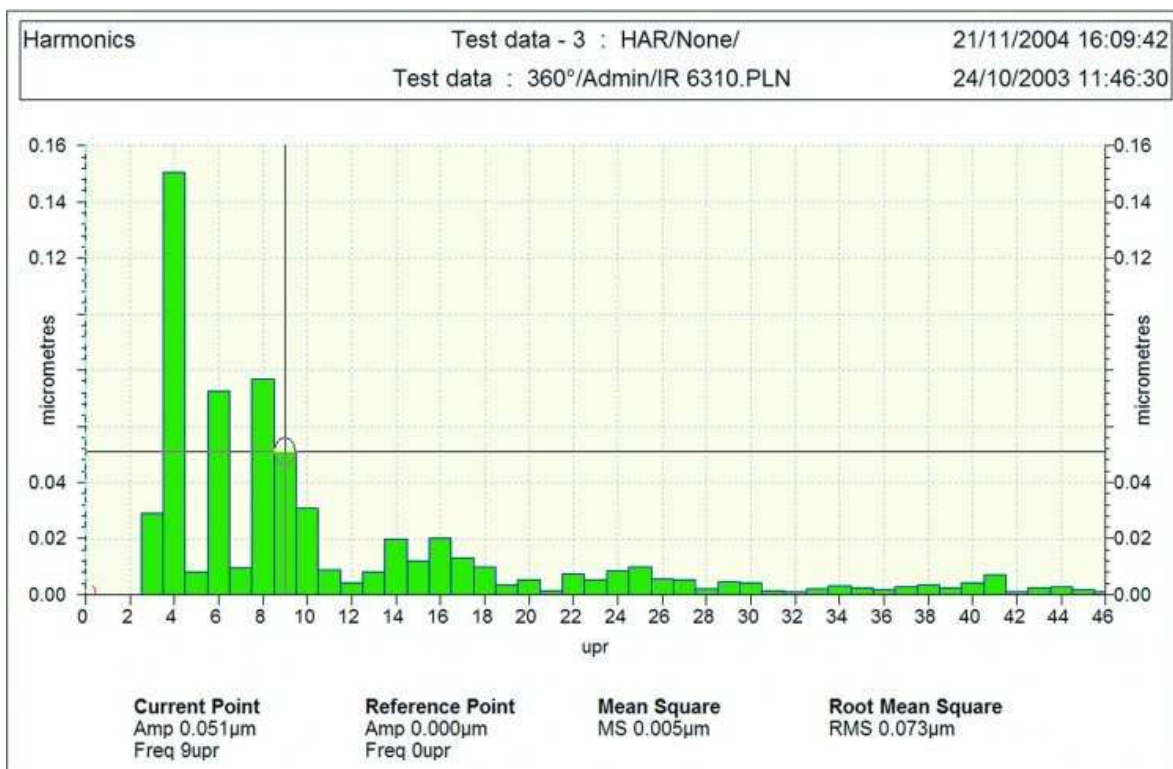 Harmonics Test data - 3 : HAR/None/ 21/11/2004 16:09:42
Test data : 360°/Admin/IR 6310.PLN 24/10/2003 11:46:30
0.16 0.16
0.14 0.14
0.12 0.12
micrometres micrometres
0.04 0.04
0.02 0.02
0.00 0.00
0 2 4 6 8 10 12 14 16 18 20 22 24 26 28 30 32 34 36 38 40 42 44 46
upr
Current Point Reference Point Mean Square Root Mean Square
Amp 0.051µm Amp 0.000µm MS 0.005µm RMS 0.073µm
Freq 9upr Freq 0upr